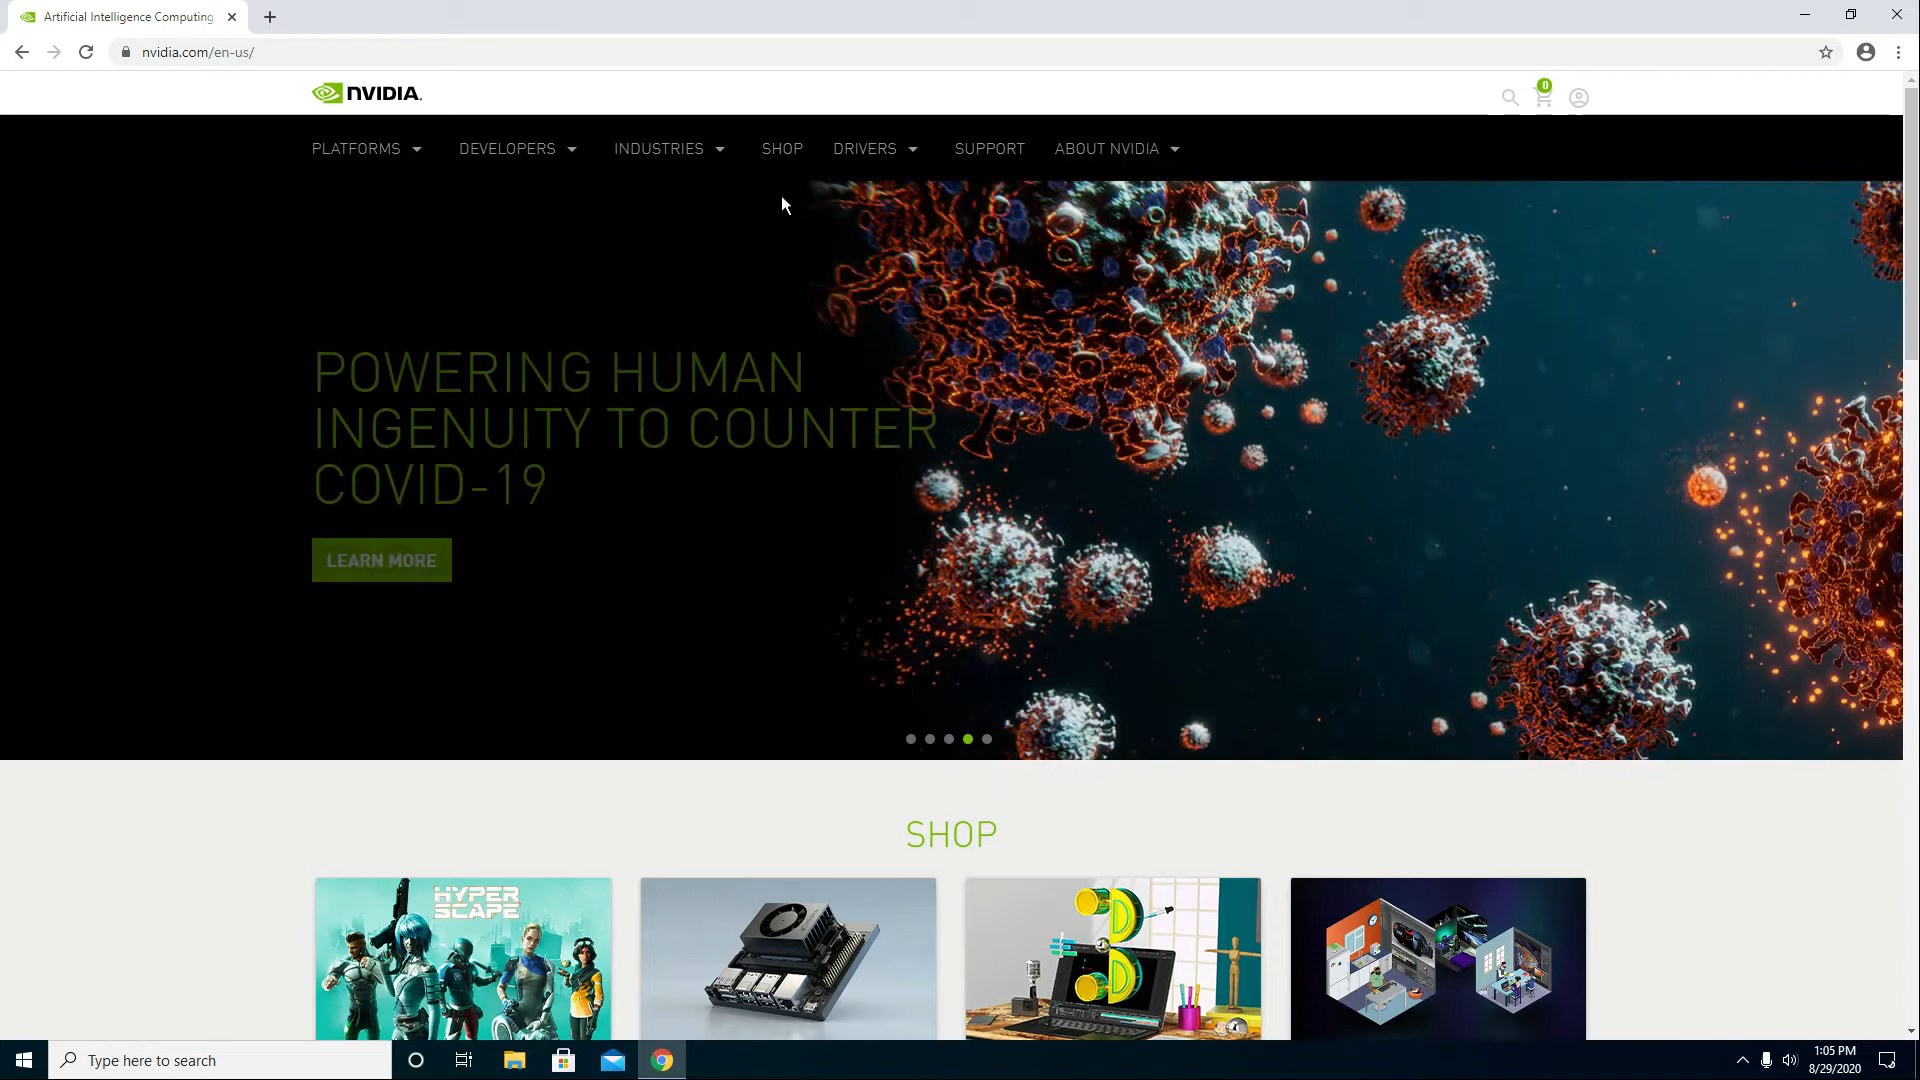 Artificial Intelligence Computing
nvidia.com/en-us/
NVIDIA.
0
PLATFORMS
DEVELOPERS
INDUSTRIES
SHOP
DRIVERS
SUPPORT
ABOUT NVIDIA
POWERING HUMAN
INGENUITY TO COUNTER
COVID-19
LEARN MORE
SHOP
HYPER
SCAPE
Type here to search
1:05 PM
8/29/2020